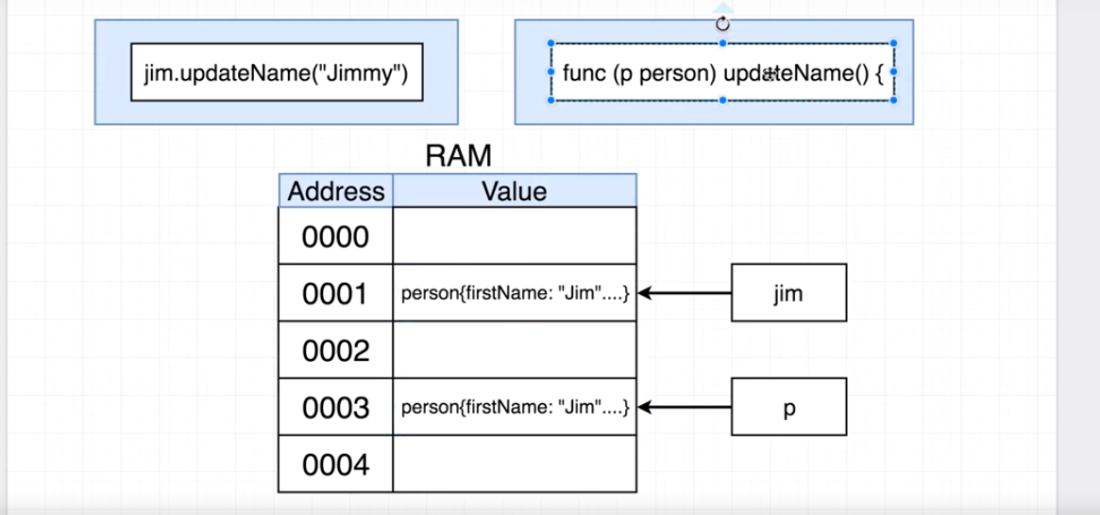 jim.updateName("Jimmy")
func (p person) updateName() {
RAM
Address Value
0000
0001 person{firstName: "Jim"....} jim
0002
0003 person{firstName: "Jim"....} p
0004